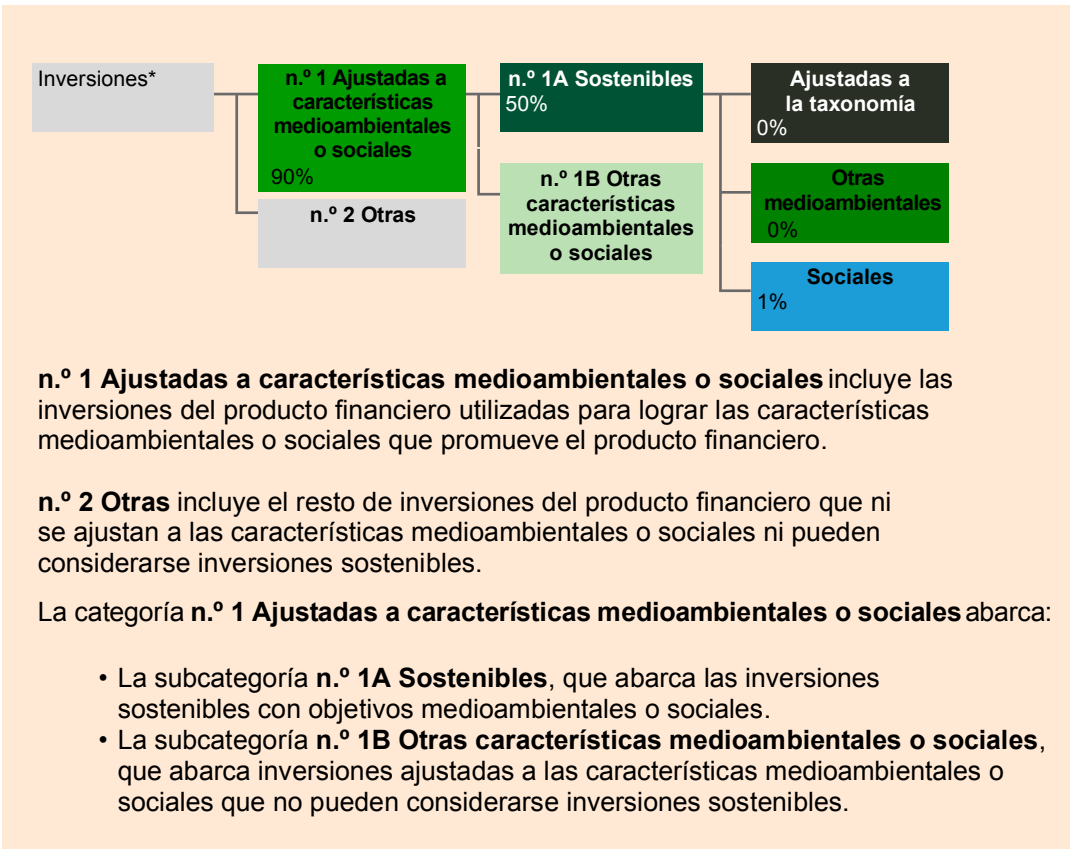 Inversiones*
n.º 1 Ajustadas a
características
medioambientales
o sociales
90%
n.º 2 Otras
n.º 1A Sostenibles
50%
n.º 1B Otras
características
medioambientales
o sociales
Ajustadas a
la taxonomía
0%
Otras
medioambientales
0%
Sociales
1%
n.º 1 Ajustadas a características medioambientales o sociales incluye las
inversiones del producto financiero utilizadas para lograr las características
medioambientales o sociales que promueve el producto financiero.
n.º 2 Otras incluye el resto de inversiones del producto financiero que ni
se ajustan a las características medioambientales o sociales ni pueden
considerarse inversiones sostenibles.
La categoría n.º 1 Ajustadas a características medioambientales o sociales abarca:
• La subcategoría n.º 1A Sostenibles, que abarca las inversiones
sostenibles con objetivos medioambientales o sociales.
• La subcategoría n.º 1B Otras características medioambientales o sociales,
que abarca inversiones ajustadas a las características medioambientales o
sociales que no pueden considerarse inversiones sostenibles.